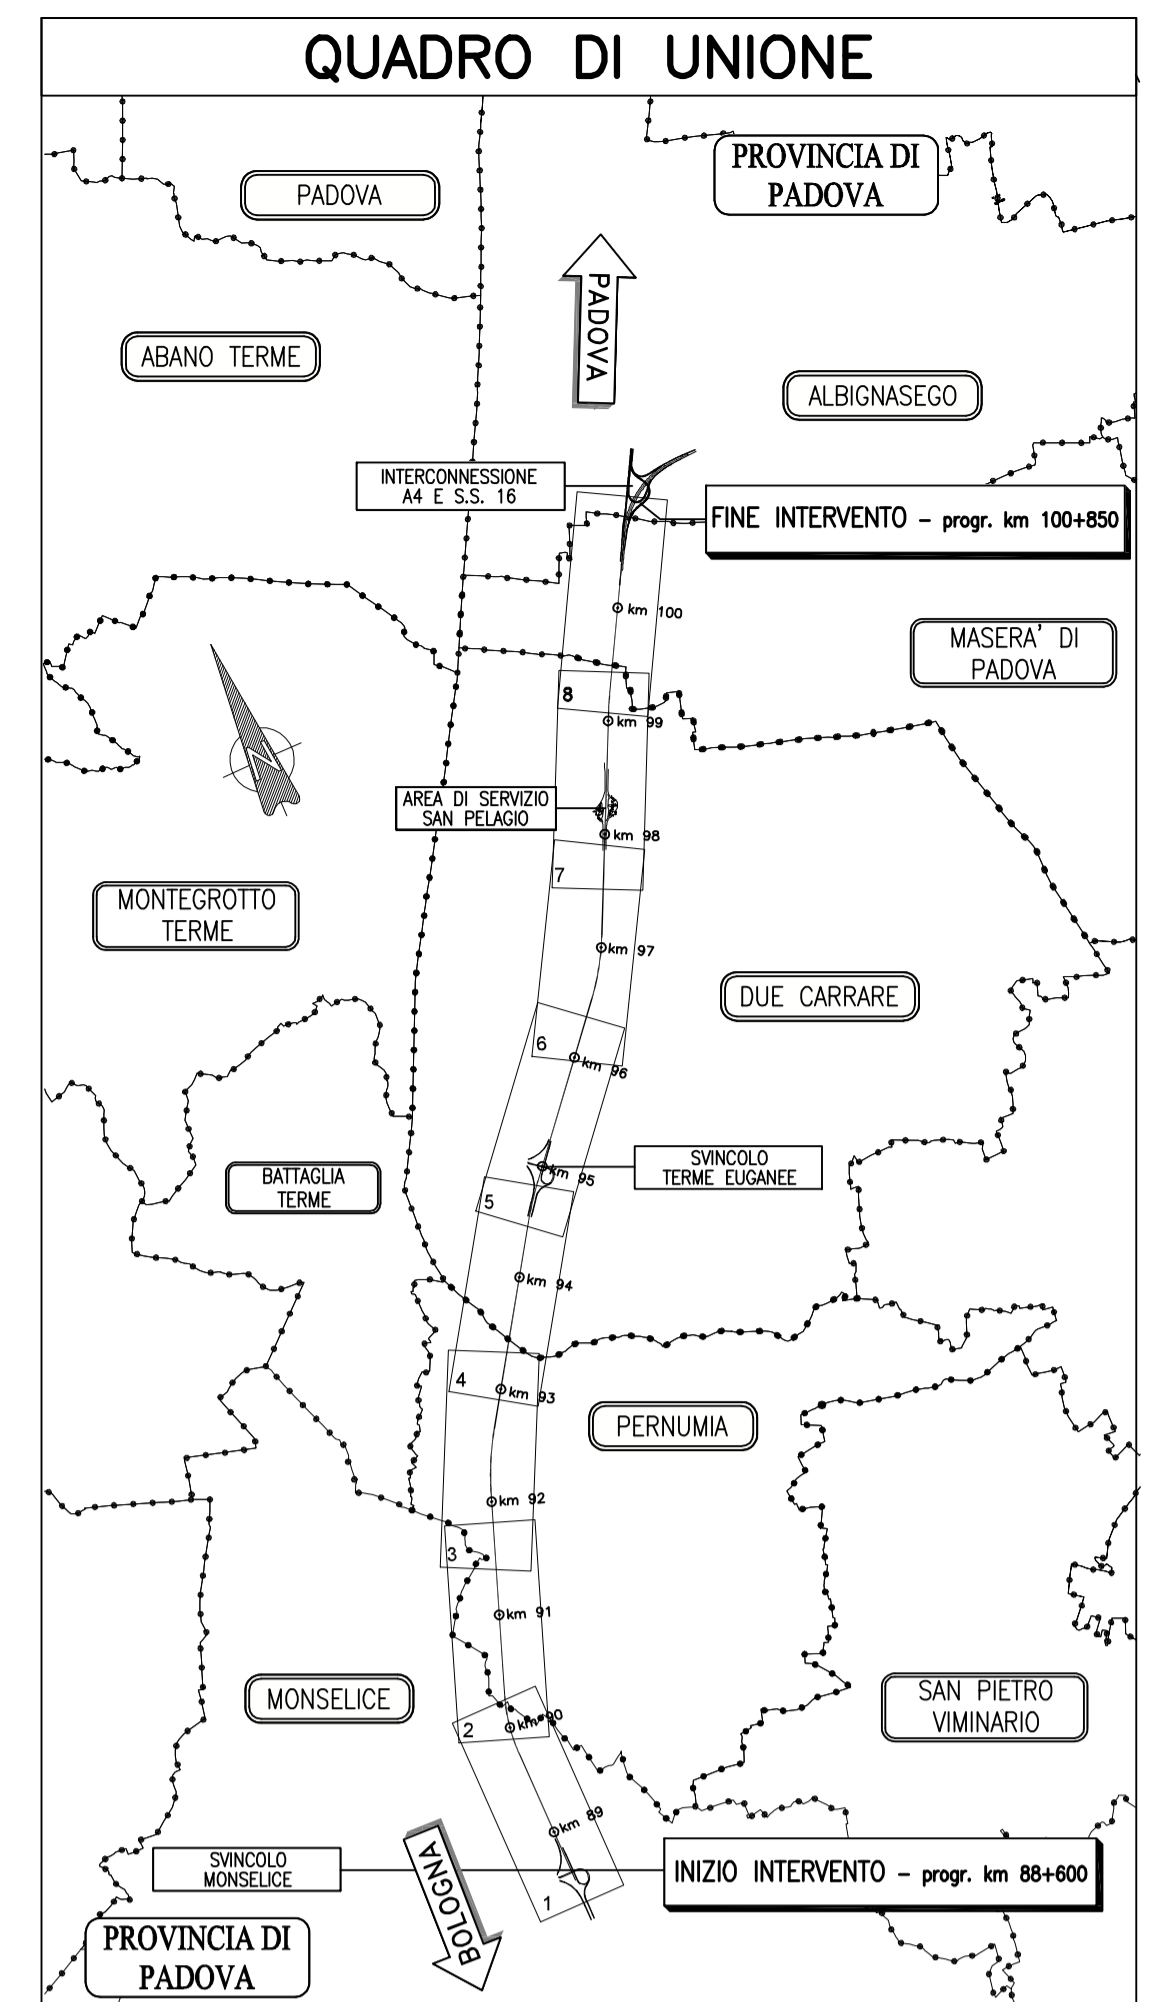 QUADRO DI UNIONE
PROVINCIA DI
PADOVA
PADOVA
PADOVA
ABANO TERME
ALBIGNASEGO
INTERCONNESSIONE
A4 E S.S. 16
FINE INTERVENTO - progr. km 100+850
km 100
MASERA' DI
PADOVA
8
km 99
N
AREA DI SERVIZIO
SAN PELAGIO
km 98
7
MONTEGROTTO
TERME
km 97
DUE CARRARE
6
km 96
SVINCOLO
TERME EUGANEE
km 95
BATTAGLIA
TERME
5
km 94
4
km 93
PERNUMIA
km 92
3
km 91
MONSELICE
SAN PIETRO
VIMINARIO
2
km 90
km 89
SVINCOLO
MONSELICE
BOLOGNA
INIZIO INTERVENTO - progr. km 88+600
1
PROVINCIA DI
PADOVA